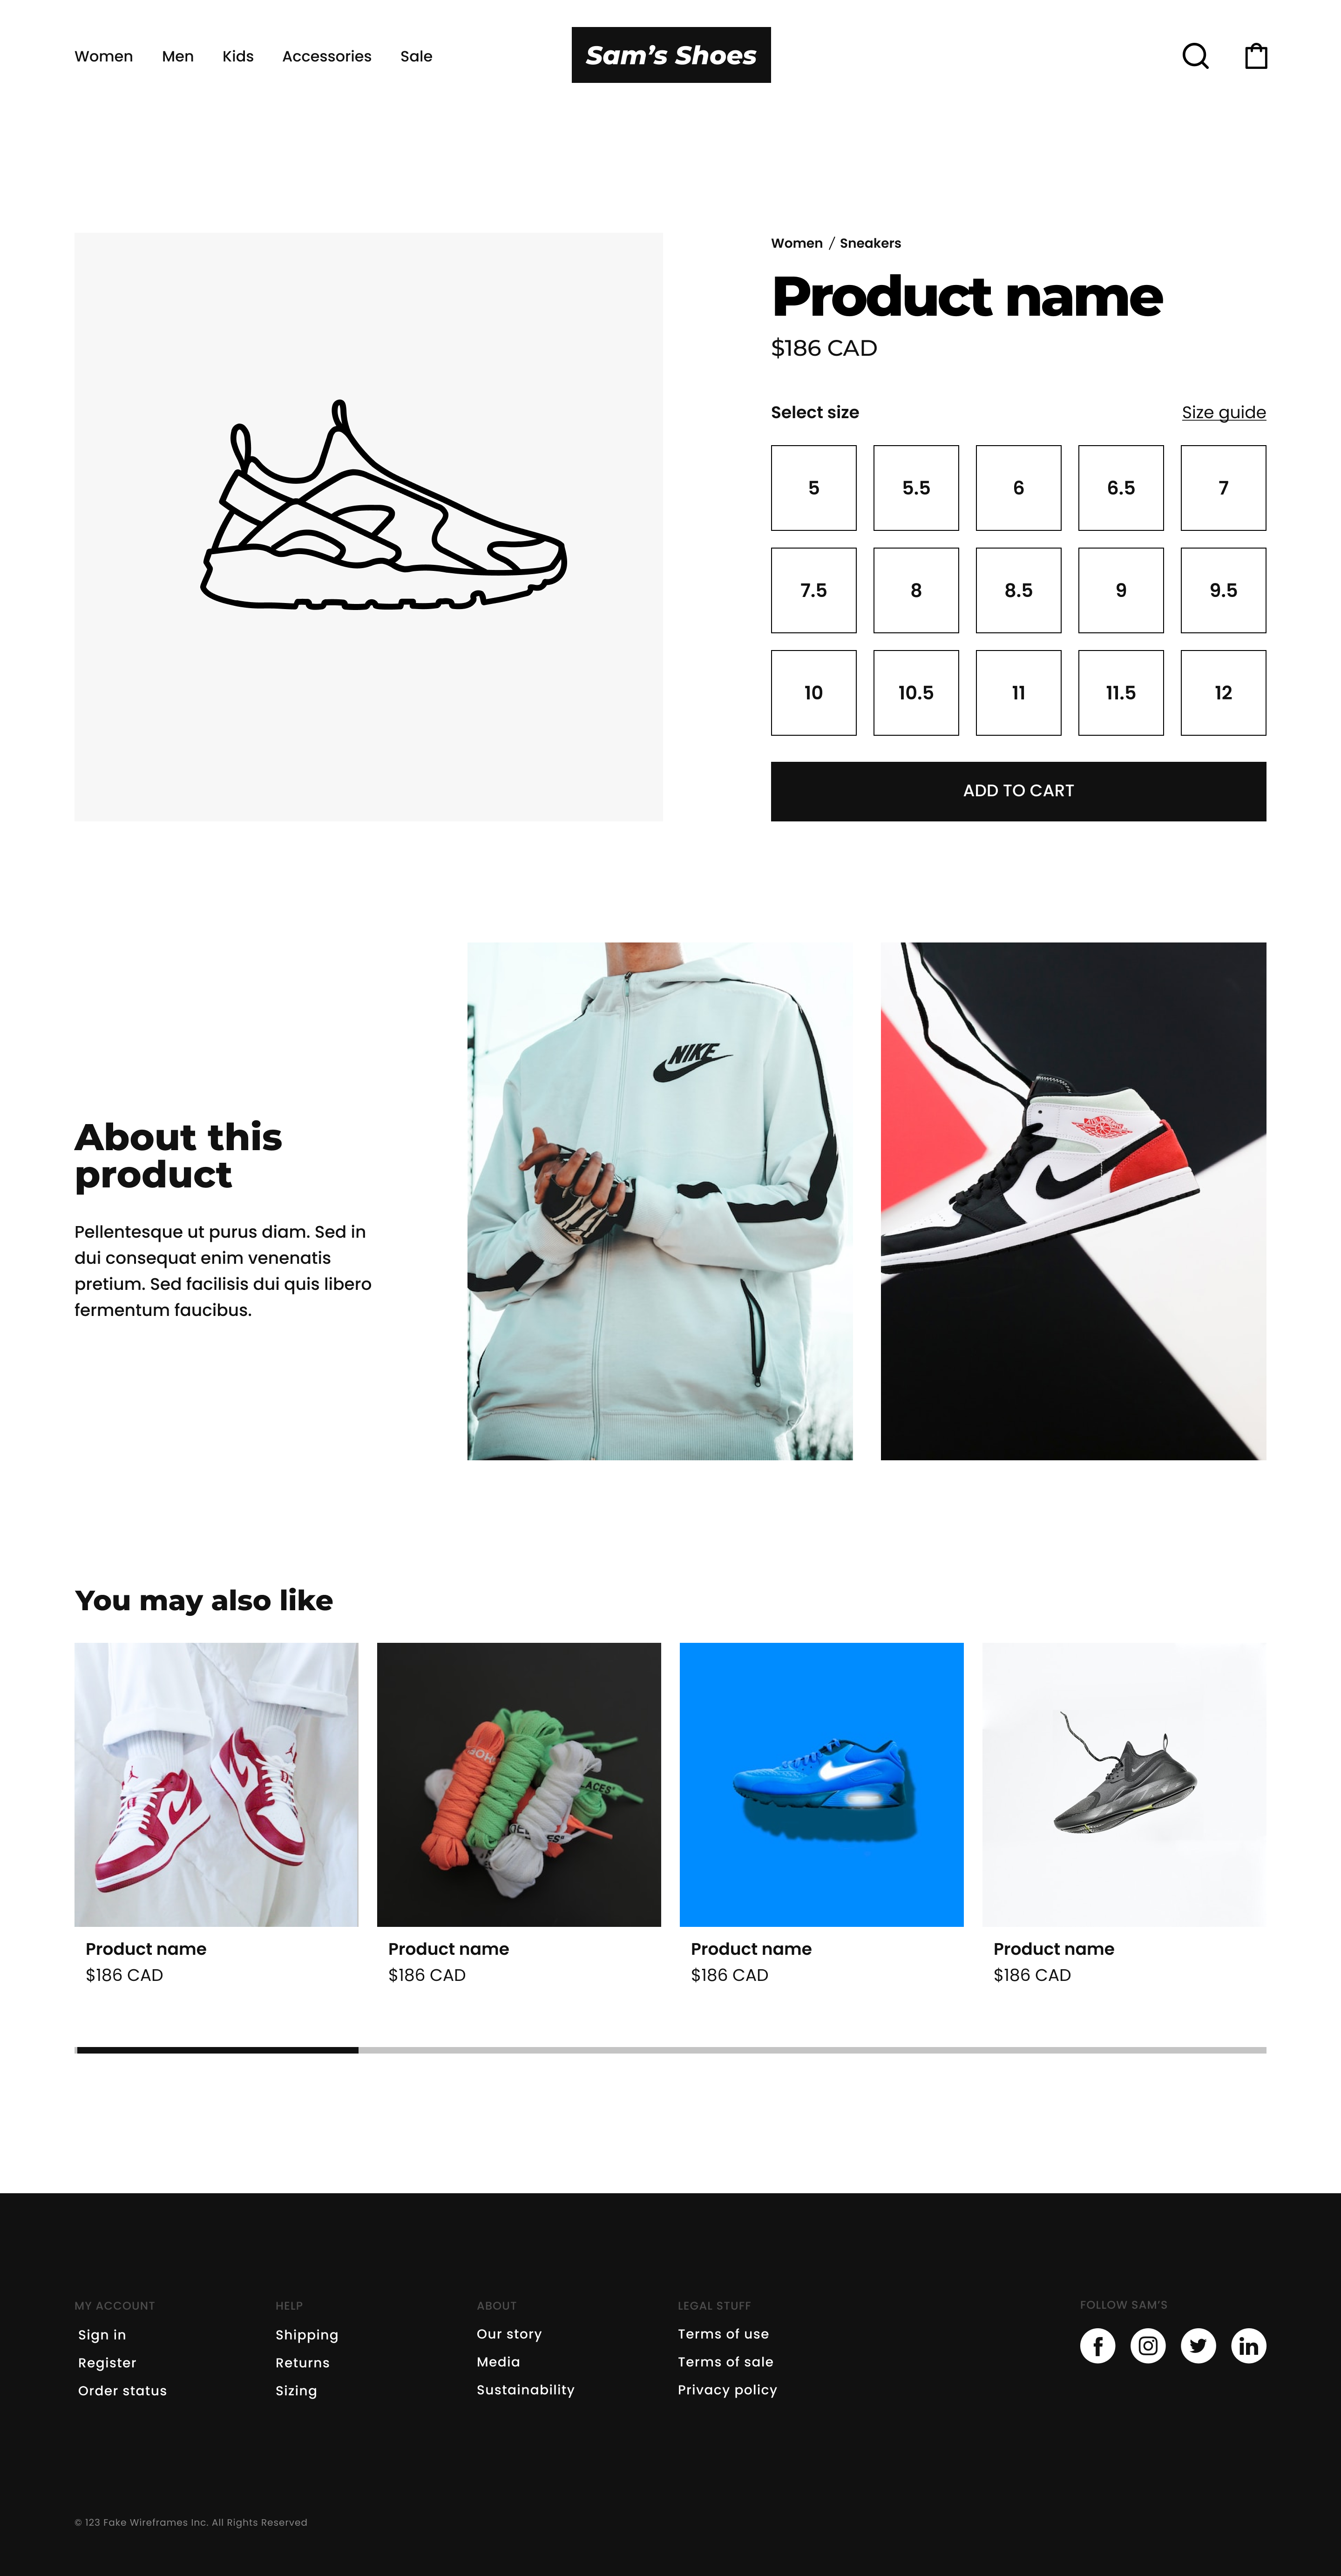 Women Men Kids Accessories Sale
Sam’s Shoes
Women / Sneakers
Product name
$186 CAD
Select size
Size guide
5 5.5 6 6.5 7
7.5 8 8.5 9 9.5
10 10.5 11 11.5 12
ADD TO CART
NIKE
About this
product
Pellentesque ut purus diam. Sed in
dui consequat enim venenatis
pretium. Sed facilisis dui quis libero
fermentum faucibus.
You may also like
Product name
$186 CAD
Product name
$186 CAD
Product name
$186 CAD
Product name
$186 CAD
MY ACCOUNT
Sign in
Register
Order status
HELP
Shipping
Returns
Sizing
ABOUT
Our story
Media
Sustainability
LEGAL STUFF
Terms of use
Terms of sale
Privacy policy
FOLLOW SAM’S
© 123 Fake Wireframes Inc. All Rights Reserved